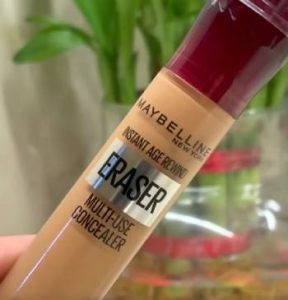 MAYBELLINE
NEW YORK
INSTANT AGE REWIND
ERASER
MULTI-USE
CONCEALER